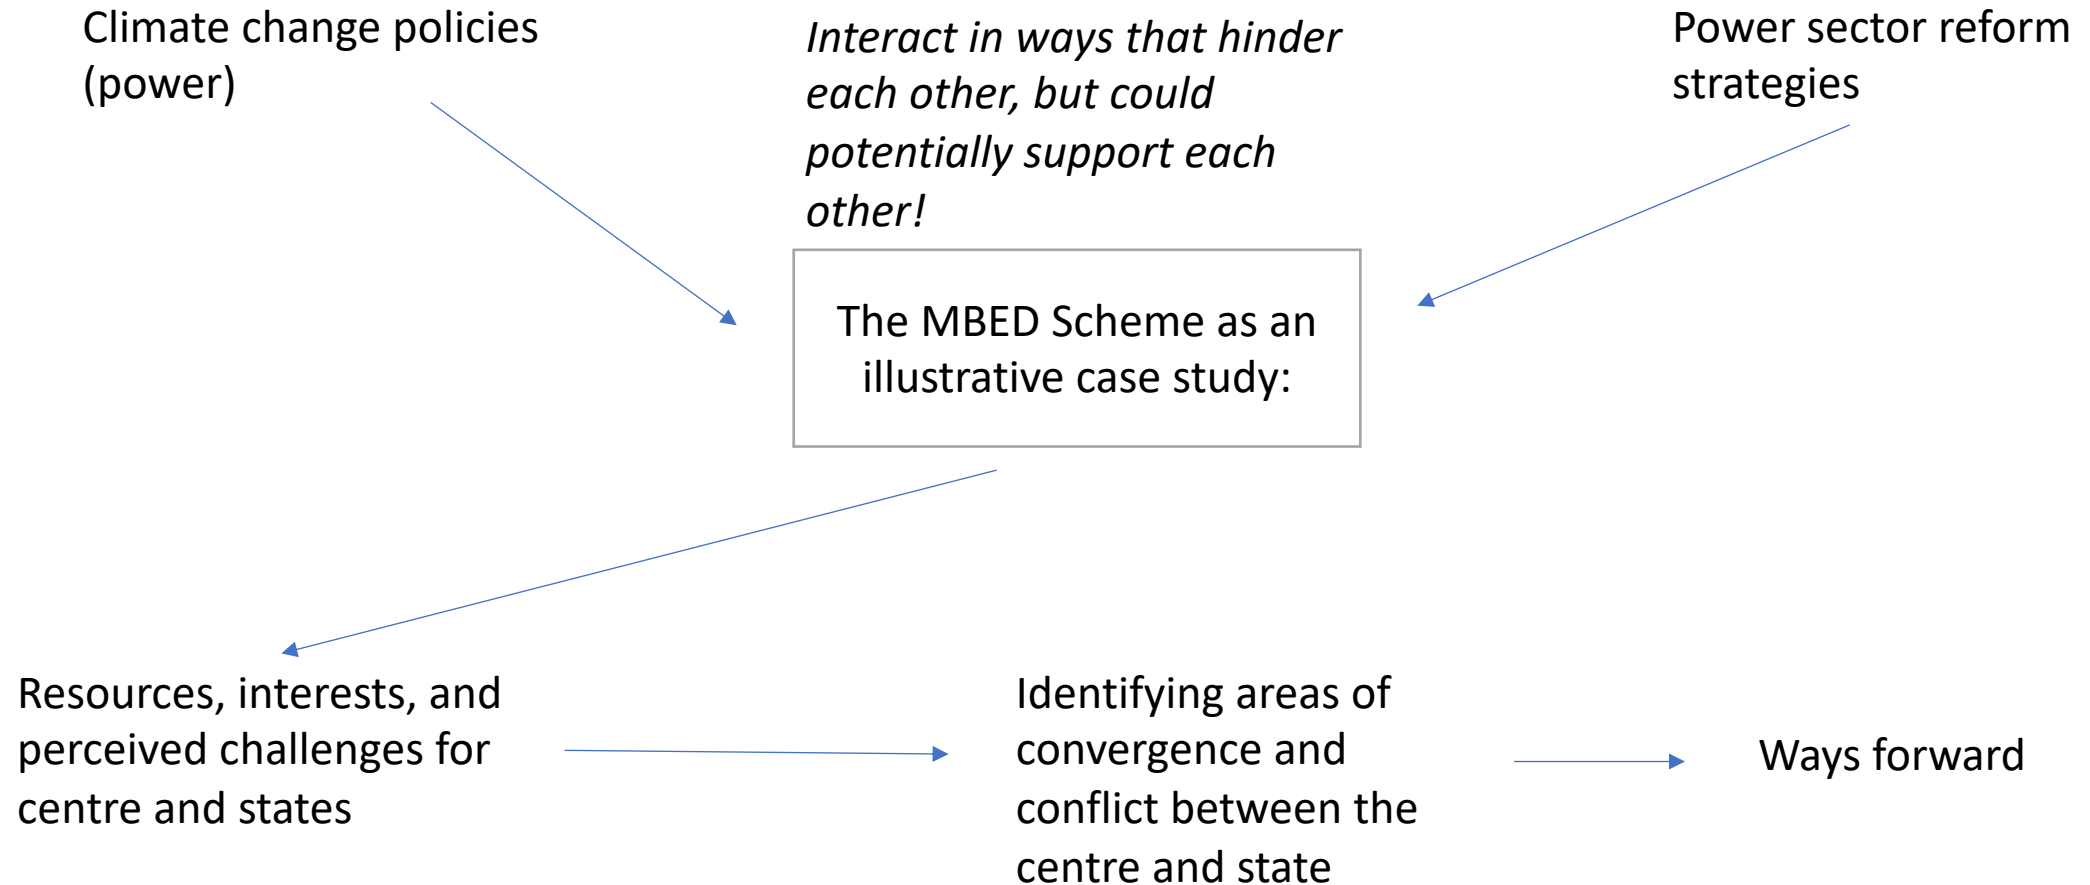 Climate change policies
(power)
Interact in ways that hinder
each other, but could
potentially support each
other!
Power sector reform
strategies
The MBED Scheme as an
illustrative case study:
Resources, interests, and
perceived challenges for
centre and states
Identifying areas of
convergence and
conflict between the
centre and state
Ways forward